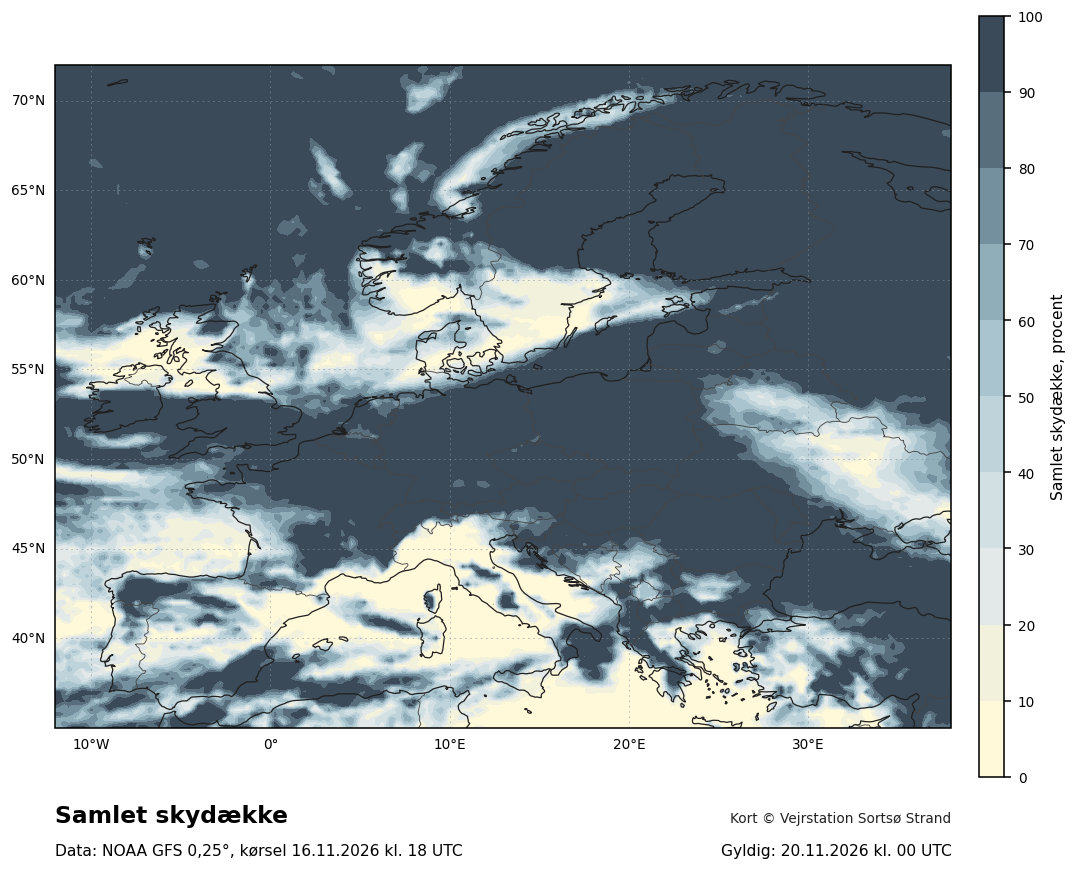 100
90
80
70
60
50
40
30
20
10
0
Samlet skydække, procent
70°N
65°N
60°N
55°N
50°N
45°N
40°N
10°W
0°
10°E
20°E
30°E
Samlet skydække
Kort © Vejrstation Sortsø Strand
Data: NOAA GFS 0,25°, kørsel 16.11.2026 kl. 18 UTC
Gyldig: 20.11.2026 kl. 00 UTC